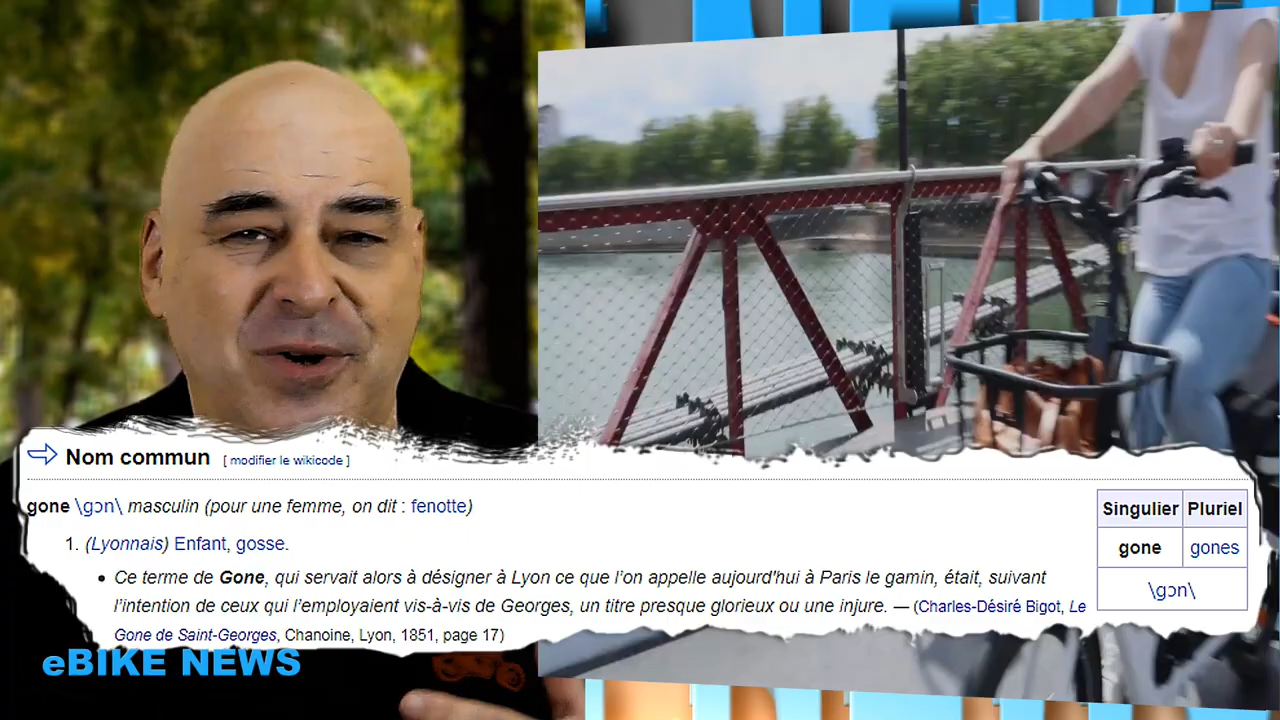 Nom commun [ modifier le wikicode ]
gone \ɡɔn\ masculin (pour une femme, on dit : fenotte)
1. (Lyonnais) Enfant, gosse.
• Ce terme de Gone, qui servait alors à désigner à Lyon ce que l’on appelle aujourd'hui à Paris le gamin, était, suivant
l’intention de ceux qui l’employaient vis-à-vis de Georges, un titre presque glorieux ou une injure. — (Charles-Désiré Bigot, Le
Gone de Saint-Georges, Chanoine, Lyon, 1851, page 17)
Singulier Pluriel
gone gones
\ɡɔn\
eBIKE NEWS